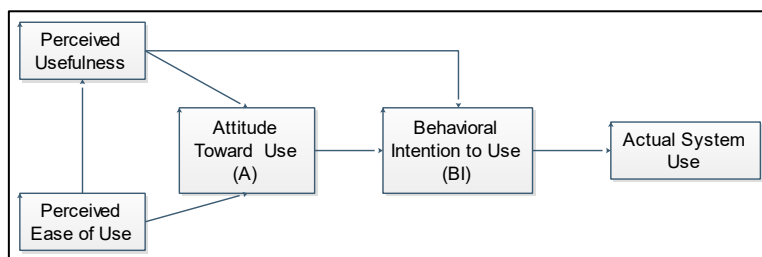 Perceived
Usefulness
Attitude
Toward Use
(A)
Behavioral
Intention to Use
(BI)
Actual System
Use
Perceived
Ease of Use